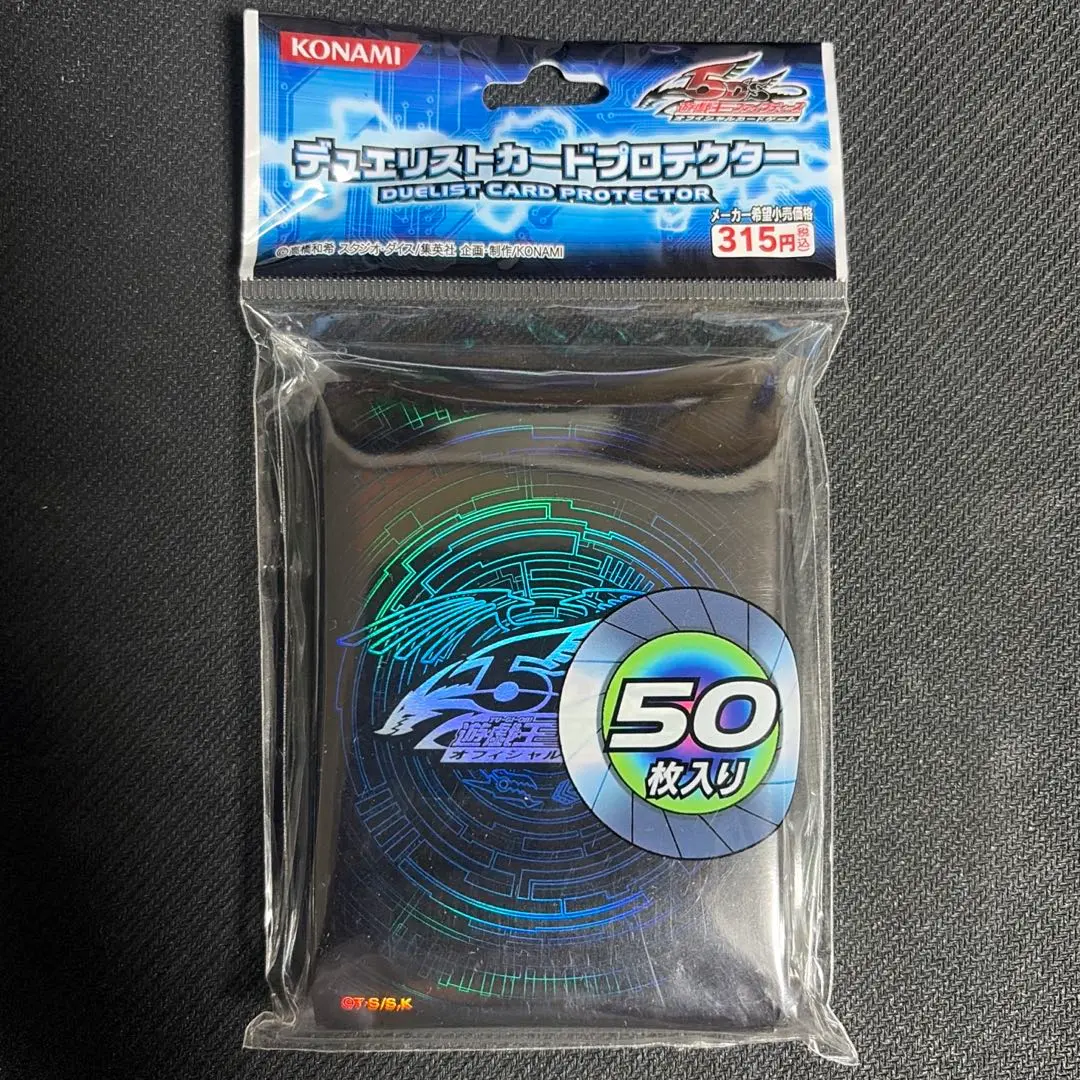 KONAMI
5D's
遊戯王ファイブディーズ
オフィシャルカードゲーム
デュエリストカードプロテクター
DUELIST CARD PROTECTOR
メーカー希望小売価格
315円(税込)
©高橋和希 スタジオ・ダイス/集英社 企画・制作/KONAMI
5
YU-GI-OH!
遊戯王
オフィシャル
50
枚入り
©T・S/S,K